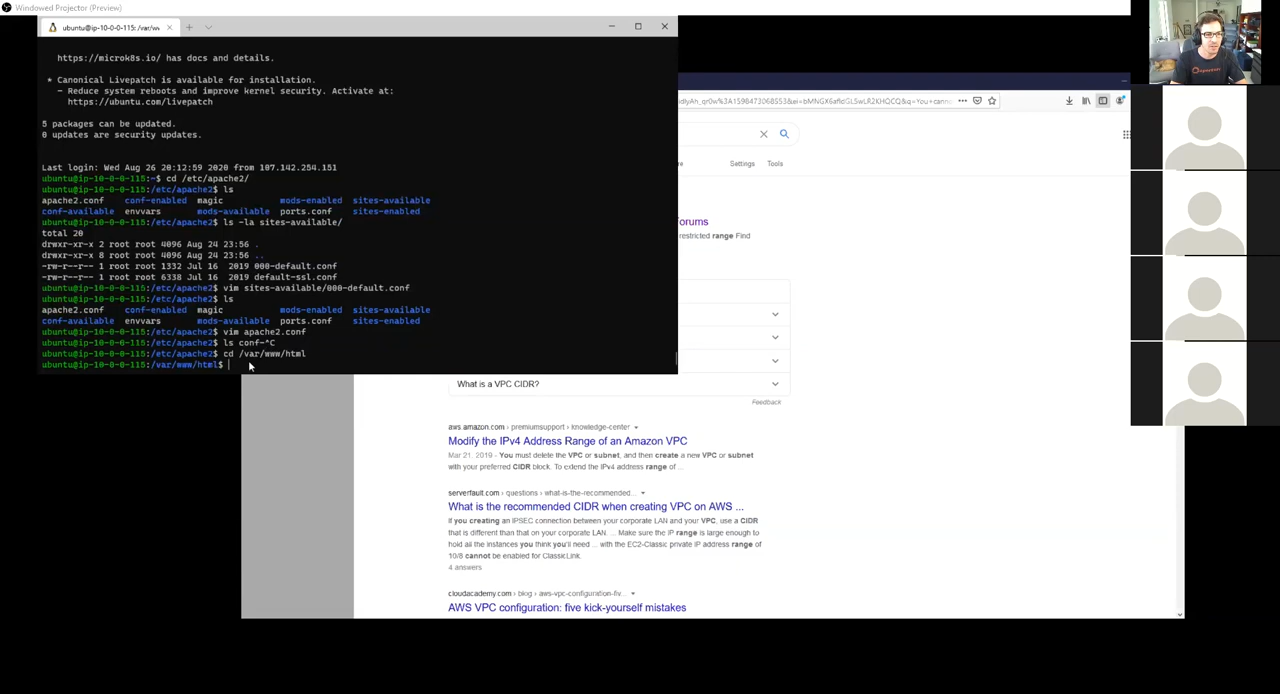 Windowed Projector (Preview)
ubuntu@ip-10-0-0-115: /var/w
https://microk8s.io/ has docs and details.
* Canonical Livepatch is available for installation.
- Reduce system reboots and improve kernel security. Activate at:
https://ubuntu.com/livepatch
5 packages can be updated.
0 updates are security updates.
Last login: Wed Aug 26 20:12:59 2020 from 107.142.254.151
ubuntu@ip-10-0-0-115:~$ cd /etc/apache2/
ubuntu@ip-10-0-0-115:/etc/apache2$ ls
apache2.conf conf-enabled magic mods-enabled sites-available
conf-available envvars mods-available ports.conf sites-enabled
ubuntu@ip-10-0-0-115:/etc/apache2$ ls -la sites-available/
total 20
drwxr-xr-x 2 root root 4096 Aug 24 23:56 .
drwxr-xr-x 8 root root 4096 Aug 24 23:56 ..
-rw-r--r-- 1 root root 1332 Jul 16 2019 000-default.conf
-rw-r--r-- 1 root root 6338 Jul 16 2019 default-ssl.conf
ubuntu@ip-10-0-0-115:/etc/apache2$ vim sites-available/000-default.conf
ubuntu@ip-10-0-0-115:/etc/apache2$ ls
apache2.conf conf-enabled magic mods-enabled sites-available
conf-available envvars mods-available ports.conf sites-enabled
ubuntu@ip-10-0-0-115:/etc/apache2$ vim apache2.conf
ubuntu@ip-10-0-0-115:/etc/apache2$ ls conf-^C
ubuntu@ip-10-0-0-115:/etc/apache2$ cd /var/www/html
ubuntu@ip-10-0-0-115:/var/www/html$
Settings Tools
orums
restricted range Find
What is a VPC CIDR?
Feedback
aws.amazon.com › premiumsupport › knowledge-center
Modify the IPv4 Address Range of an Amazon VPC
Mar 21, 2019 - You must delete the VPC or subnet, and then create a new VPC or subnet
with your preferred CIDR block. To extend the IPv4 address range of ...
serverfault.com › questions › what-is-the-recommended...
What is the recommended CIDR when creating VPC on AWS ...
If you creating an IPSEC connection between your corporate LAN and your VPC, use a CIDR
that is different than that on your corporate LAN. ... Make sure the IP range is large enough to
hold all the instances you think you'll need ... with the EC2-Classic private IP address range of
10/8 cannot be enabled for ClassicLink.
4 answers
cloudacademy.com › blog › aws-vpc-configuration-fiv...
AWS VPC configuration: five kick-yourself mistakes